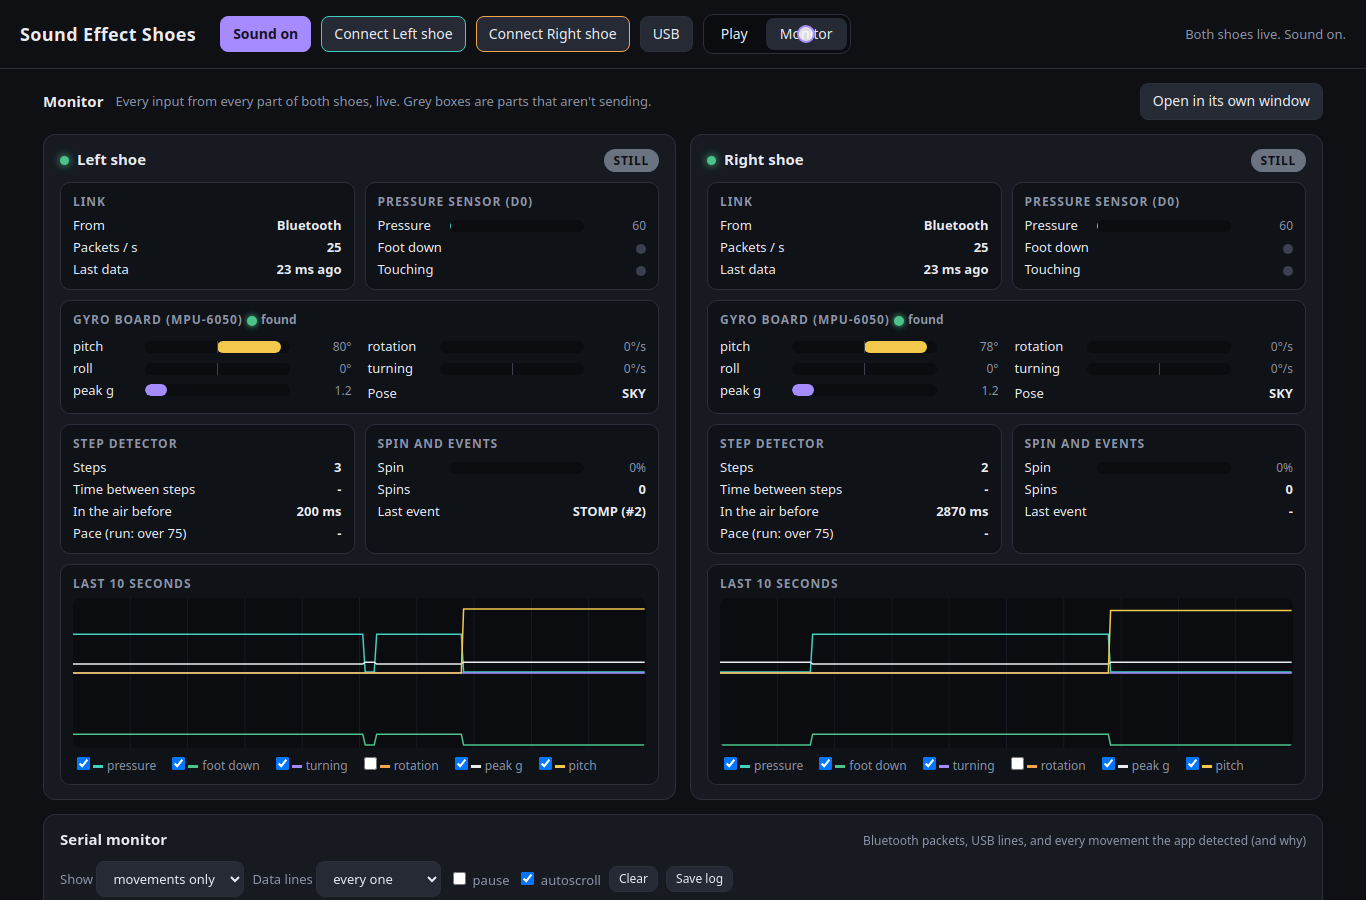 Sound Effect Shoes
Sound on
Connect Left shoe
Connect Right shoe
USB
Play
Monitor
Both shoes live. Sound on.
Monitor
Every input from every part of both shoes, live. Grey boxes are parts that aren't sending.
Open in its own window
Left shoe
STILL
LINK
From Bluetooth
Packets / s 25
Last data 23 ms ago
PRESSURE SENSOR (D0)
Pressure 60
Foot down
Touching
GYRO BOARD (MPU-6050) found
pitch 80° rotation 0°/s
roll 0° turning 0°/s
peak g 1.2 Pose SKY
STEP DETECTOR
Steps 3
Time between steps -
In the air before 200 ms
Pace (run: over 75) -
SPIN AND EVENTS
Spin 0%
Spins 0
Last event STOMP (#2)
LAST 10 SECONDS
pressure foot down turning rotation peak g pitch
Right shoe
STILL
LINK
From Bluetooth
Packets / s 25
Last data 23 ms ago
PRESSURE SENSOR (D0)
Pressure 60
Foot down
Touching
GYRO BOARD (MPU-6050) found
pitch 78° rotation 0°/s
roll 0° turning 0°/s
peak g 1.2 Pose SKY
STEP DETECTOR
Steps 2
Time between steps -
In the air before 2870 ms
Pace (run: over 75) -
SPIN AND EVENTS
Spin 0%
Spins 0
Last event -
LAST 10 SECONDS
pressure foot down turning rotation peak g pitch
Serial monitor
Bluetooth packets, USB lines, and every movement the app detected (and why)
Show movements only Data lines every one pause autoscroll Clear Save log